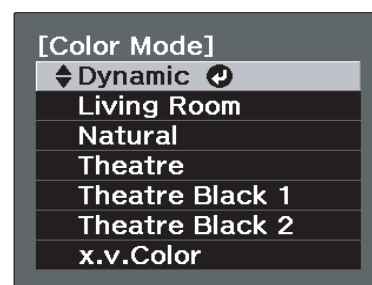 [Color Mode]
Dynamic
Living Room
Natural
Theatre
Theatre Black 1
Theatre Black 2
x.v.Color